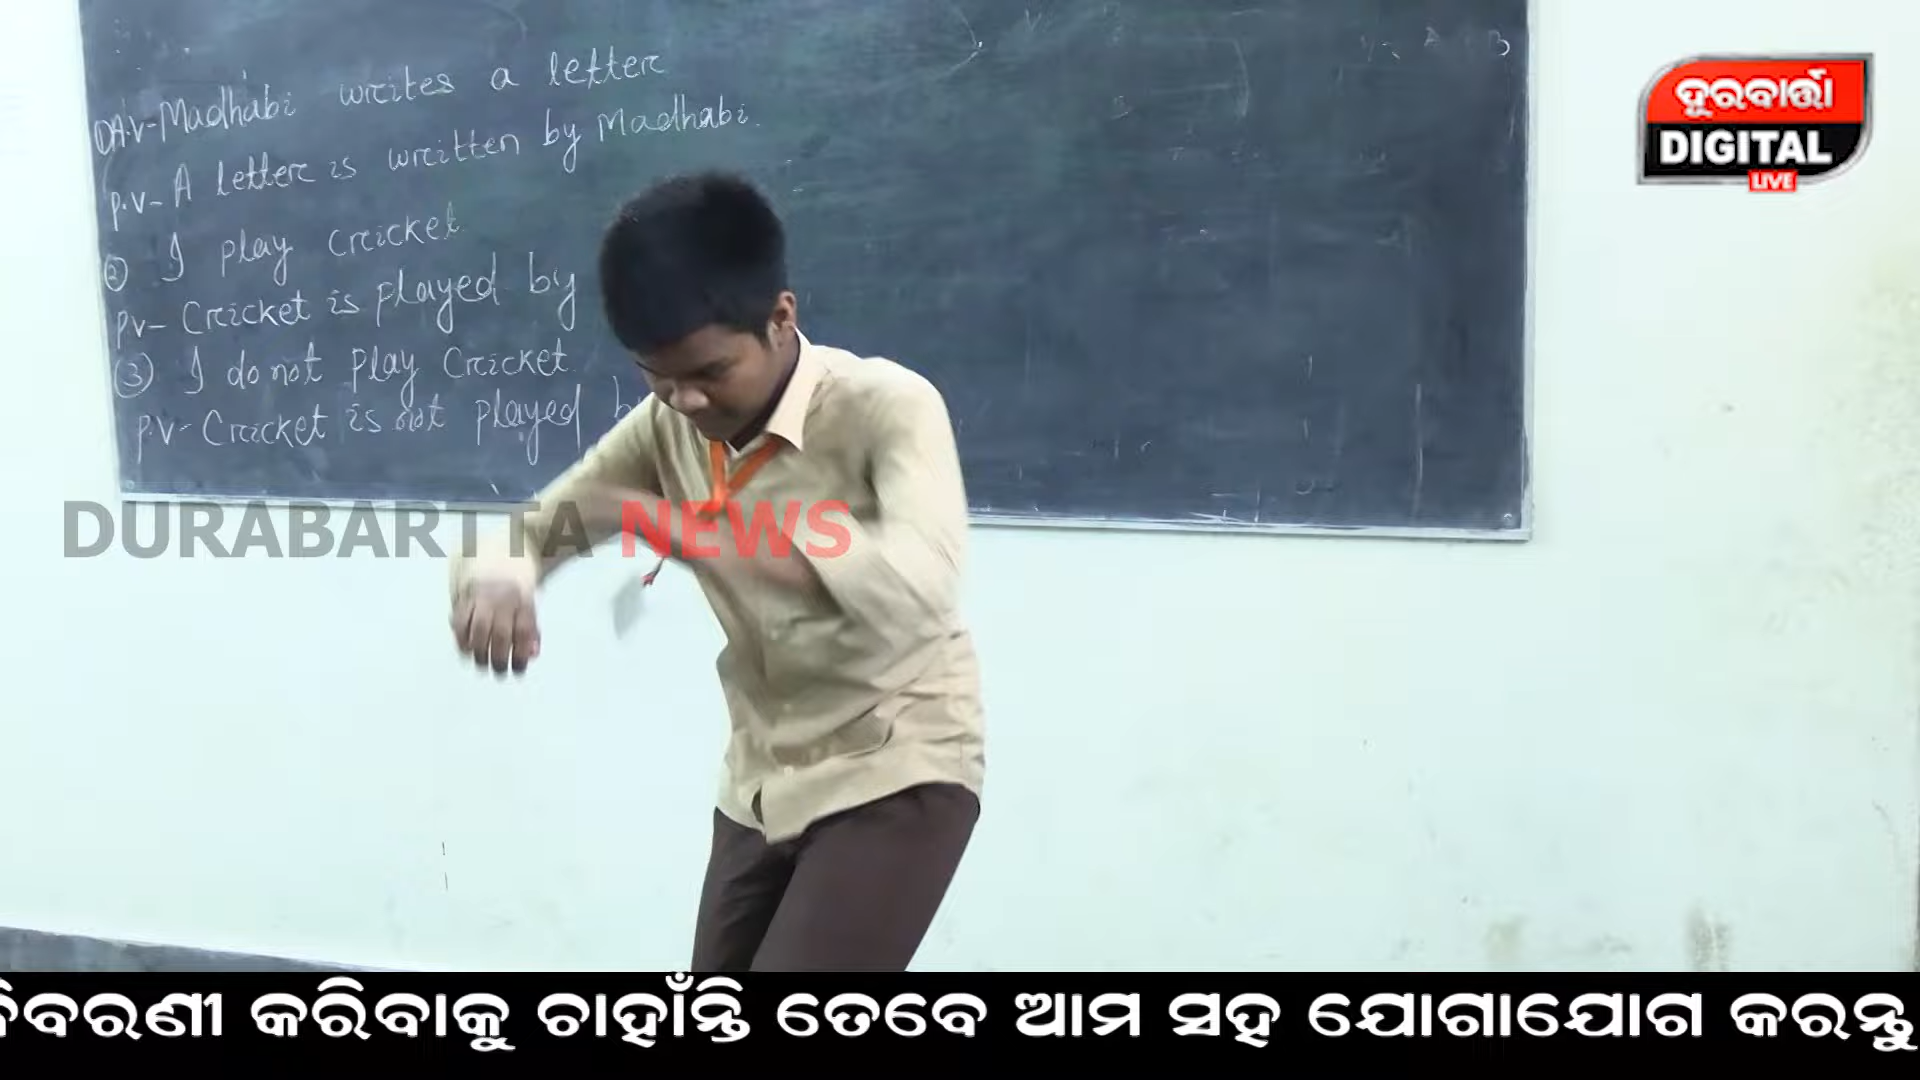 ① A.V-Madhabi writes a letter
P.V- A letter is written by Madhabi.
② I play cricket
PV- Cricket is played by
③ I do not play Cricket.
P.V- Cricket is not played
ଦୂରବାର୍ତ୍ତା
DIGITAL
LIVE
DURABARTTA NEWS
ବିବରଣୀ କରିବାକୁ ଚାହାଁନ୍ତି ତେବେ ଆମ ସହ ଯୋଗାଯୋଗ କରନ୍ତୁ